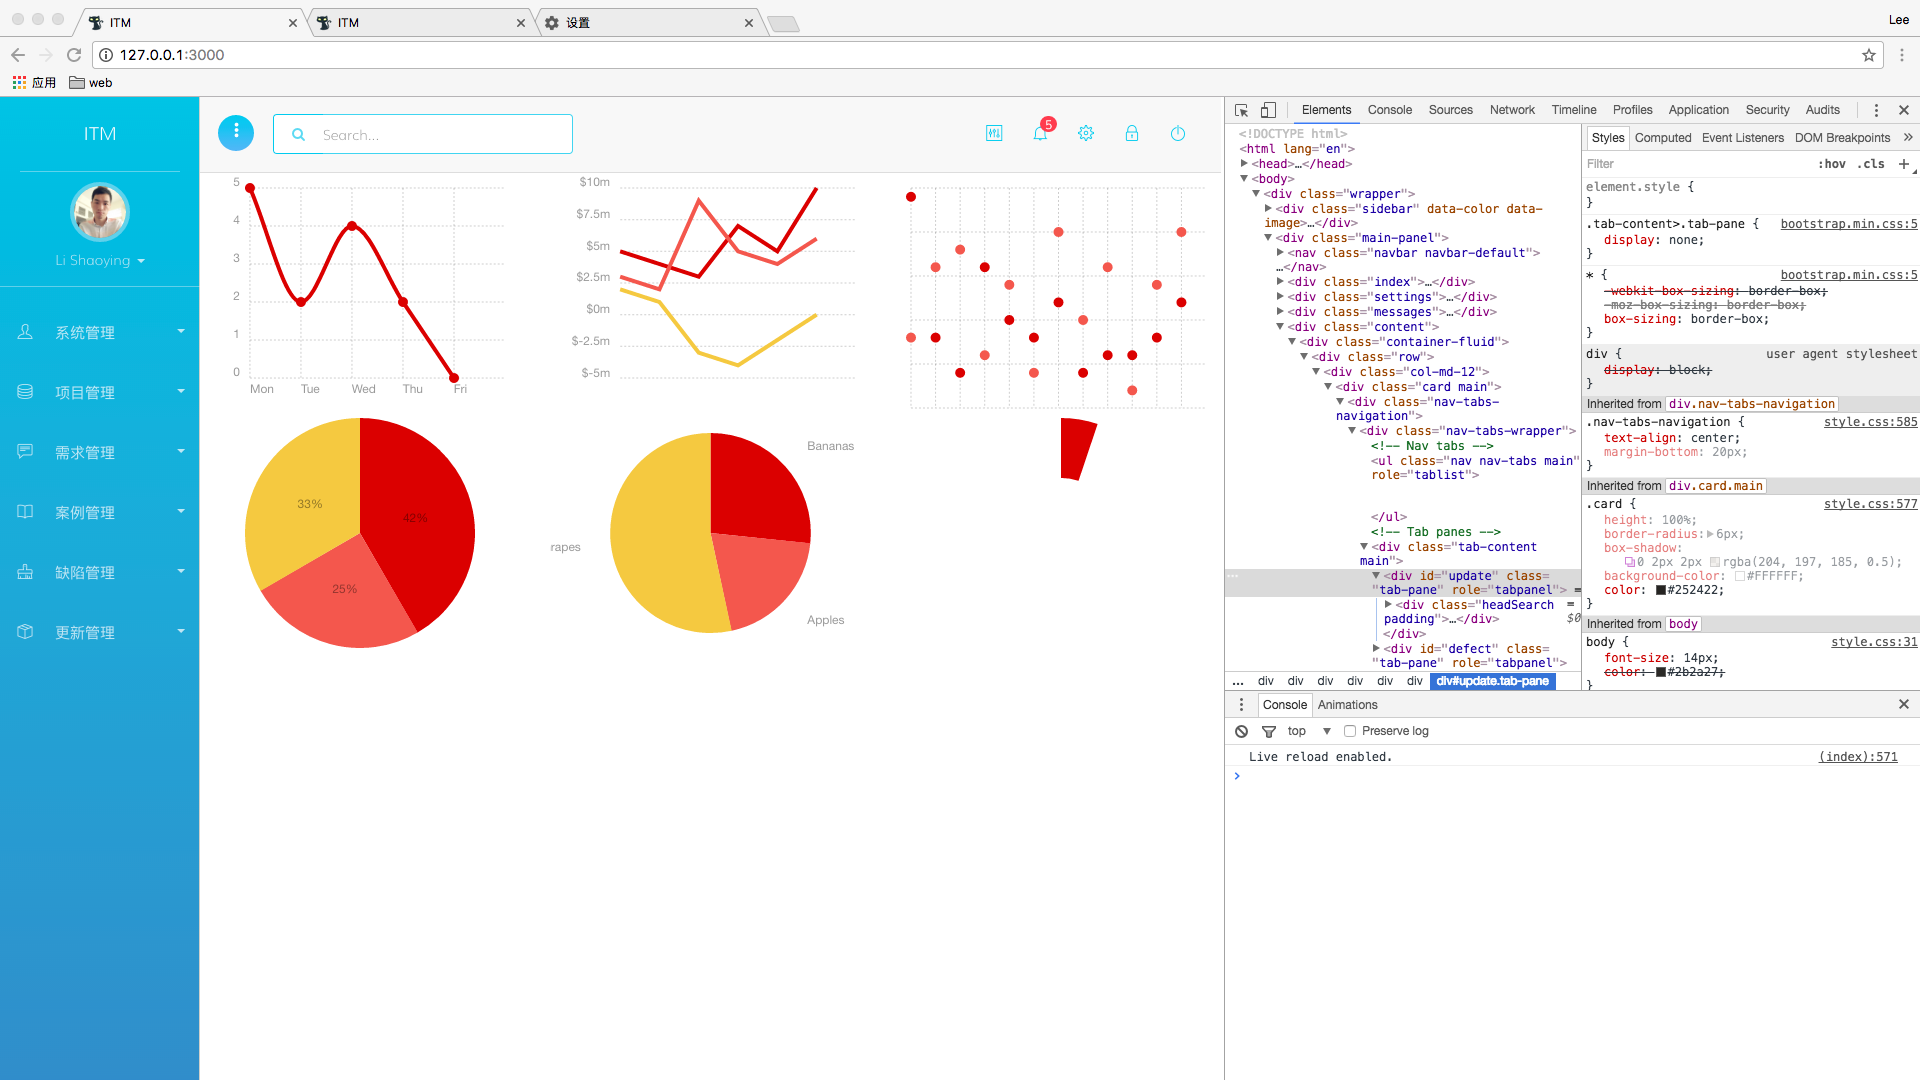 ITM
ITM
设置
Lee
127.0.0.1:3000
应用
web
ITM
Li Shaoying
系统管理
项目管理
需求管理
案例管理
缺陷管理
更新管理
Search...
5
5
4
3
2
1
0
Mon Tue Wed Thu Fri
$10m
$7.5m
$5m
$2.5m
$0m
$-2.5m
$-5m
33%
42%
25%
Bananas
rapes
Apples
Elements Console Sources Network Timeline Profiles Application Security Audits
<!DOCTYPE html>
<html lang="en">
<head>…</head>
<body>
<div class="wrapper">
<div class="sidebar" data-color data-
image>…</div>
<div class="main-panel">
<nav class="navbar navbar-default">
…</nav>
<div class="index">…</div>
<div class="settings">…</div>
<div class="messages">…</div>
<div class="content">
<div class="container-fluid">
<div class="row">
<div class="col-md-12">
<div class="card main">
<div class="nav-tabs-
navigation">
<div class="nav-tabs-wrapper">
<!-- Nav tabs -->
<ul class="nav nav-tabs main"
role="tablist">
</ul>
<!-- Tab panes -->
<div class="tab-content
main">
…
<div id="update" class=
"tab-pane" role="tabpanel"> =
<div class="headSearch =
padding">…</div> $0
</div>
<div id="defect" class=
"tab-pane" role="tabpanel">
... div div div div div div div#update.tab-pane
Styles Computed Event Listeners DOM Breakpoints »
Filter :hov .cls +
element.style {
}
.tab-content>.tab-pane { bootstrap.min.css:5
display: none;
}
* { bootstrap.min.css:5
-webkit-box-sizing: border-box;
-moz-box-sizing: border-box;
box-sizing: border-box;
}
div { user agent stylesheet
display: block;
}
Inherited from div.nav-tabs-navigation
.nav-tabs-navigation { style.css:585
text-align: center;
margin-bottom: 20px;
}
Inherited from div.card.main
.card { style.css:577
height: 100%;
border-radius: 6px;
box-shadow:
0 2px 2px rgba(204, 197, 185, 0.5);
background-color: #FFFFFF;
color: #252422;
}
Inherited from body
body { style.css:31
font-size: 14px;
color: #2b2a27;
}
Console Animations
top Preserve log
Live reload enabled. (index):571
>